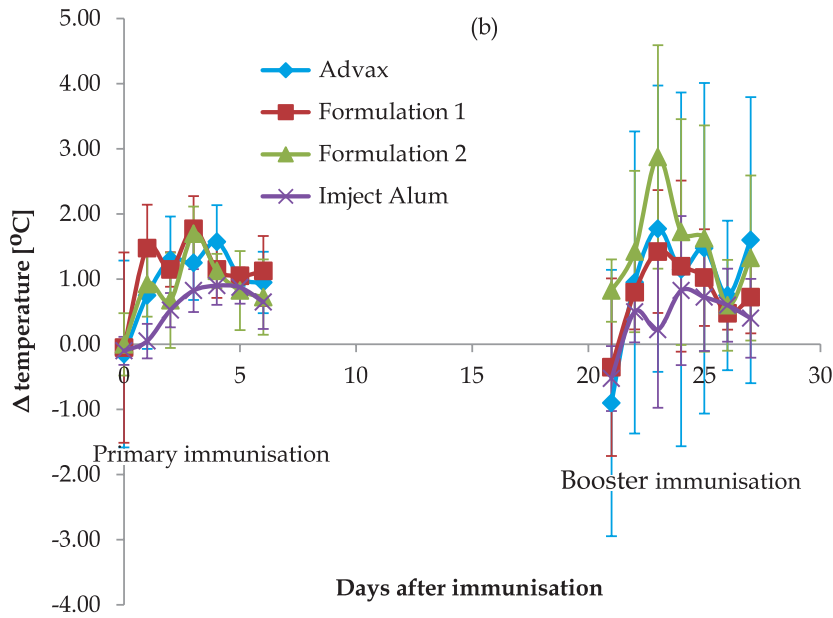 (b)
5.00
4.00
3.00
2.00
1.00
0.00
-1.00
-2.00
-3.00
-4.00
Δ temperature [⁰C]
Advax
Formulation 1
Formulation 2
Imject Alum
0 5 10 15 20 25 30
Primary immunisation
Booster immunisation
Days after immunisation